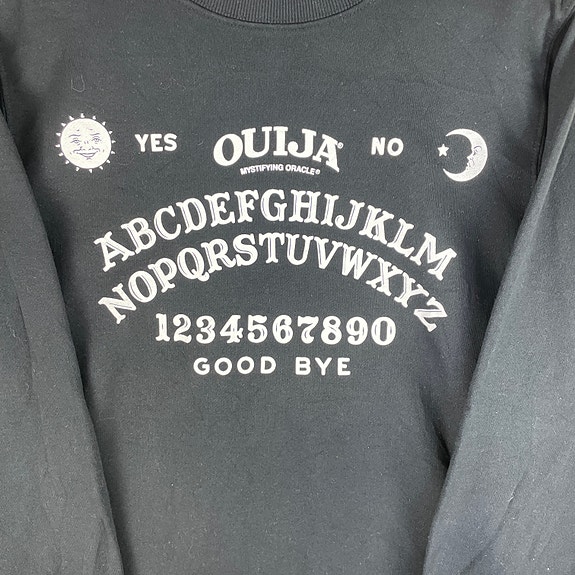 YES OUIJA® NO
MYSTIFYING ORACLE®
ABCDEFGHIJKLM
NOPQRSTUVWXYZ
1234567890
GOOD BYE